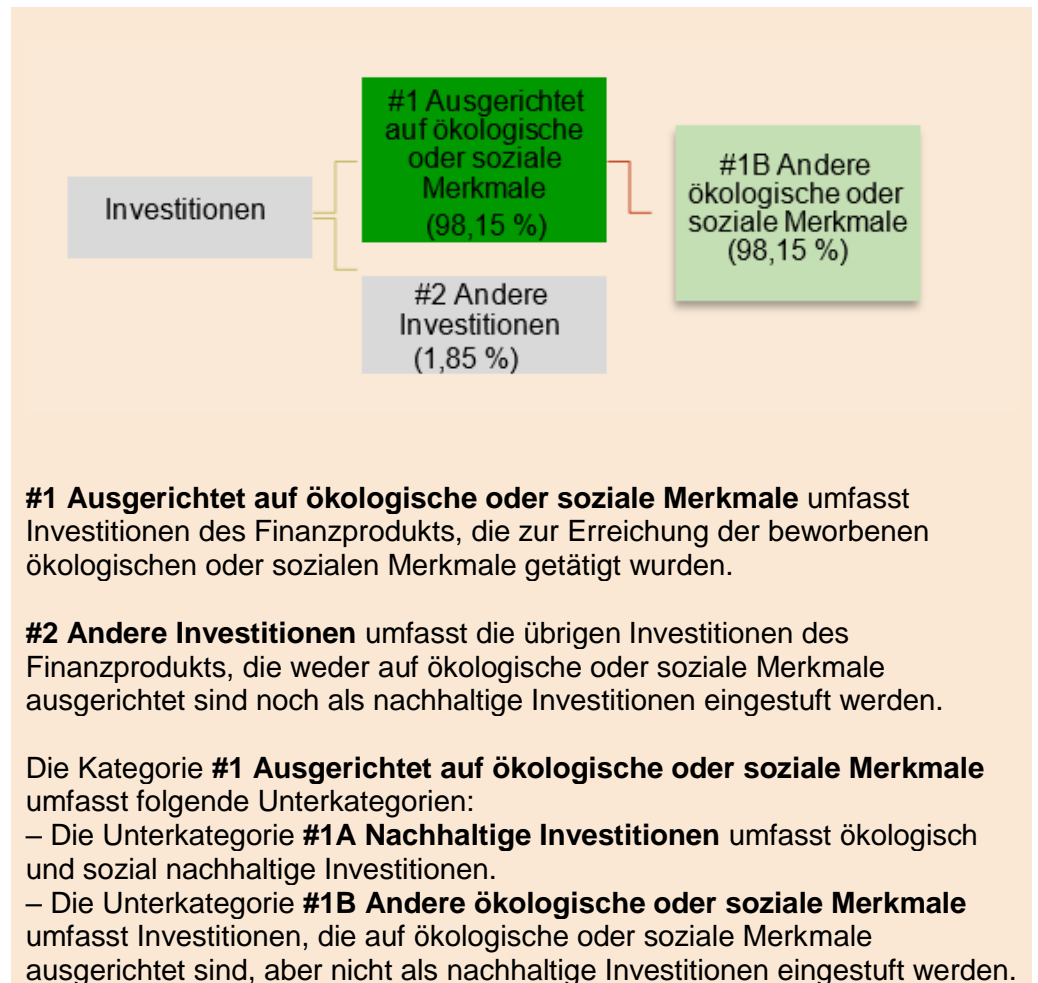 #1 Ausgerichtet
auf ökologische
oder soziale
Merkmale
(98,15 %)
Investitionen
#1B Andere
ökologische oder
soziale Merkmale
(98,15 %)
#2 Andere
Investitionen
(1,85 %)
#1 Ausgerichtet auf ökologische oder soziale Merkmale umfasst
Investitionen des Finanzprodukts, die zur Erreichung der beworbenen
ökologischen oder sozialen Merkmale getätigt wurden.
#2 Andere Investitionen umfasst die übrigen Investitionen des
Finanzprodukts, die weder auf ökologische oder soziale Merkmale
ausgerichtet sind noch als nachhaltige Investitionen eingestuft werden.
Die Kategorie #1 Ausgerichtet auf ökologische oder soziale Merkmale
umfasst folgende Unterkategorien:
– Die Unterkategorie #1A Nachhaltige Investitionen umfasst ökologisch
und sozial nachhaltige Investitionen.
– Die Unterkategorie #1B Andere ökologische oder soziale Merkmale
umfasst Investitionen, die auf ökologische oder soziale Merkmale
ausgerichtet sind, aber nicht als nachhaltige Investitionen eingestuft werden.